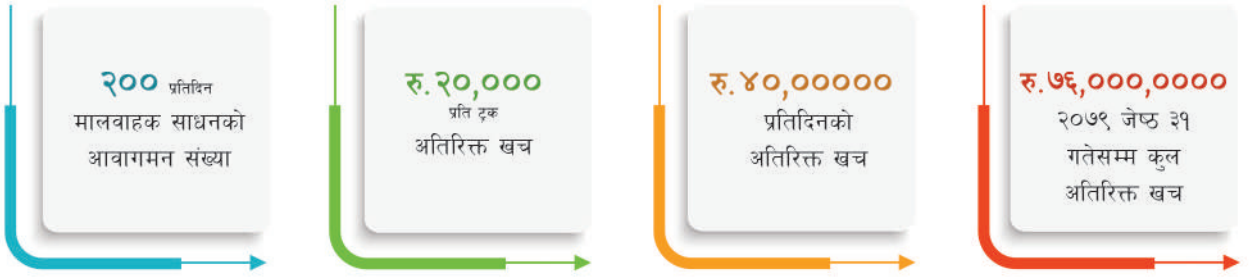 २०० प्रतिदिन
मालवाहक साधनको
आवागमन संख्या
रु.२०,०००
प्रति ट्रक
अतिरिक्त खच
रु.४०,०००००
प्रतिदिनको
अतिरिक्त खच
रु.७६,०००,००००
२०७९ जेष्ठ ३१
गतेसम्म कुल
अतिरिक्त खच